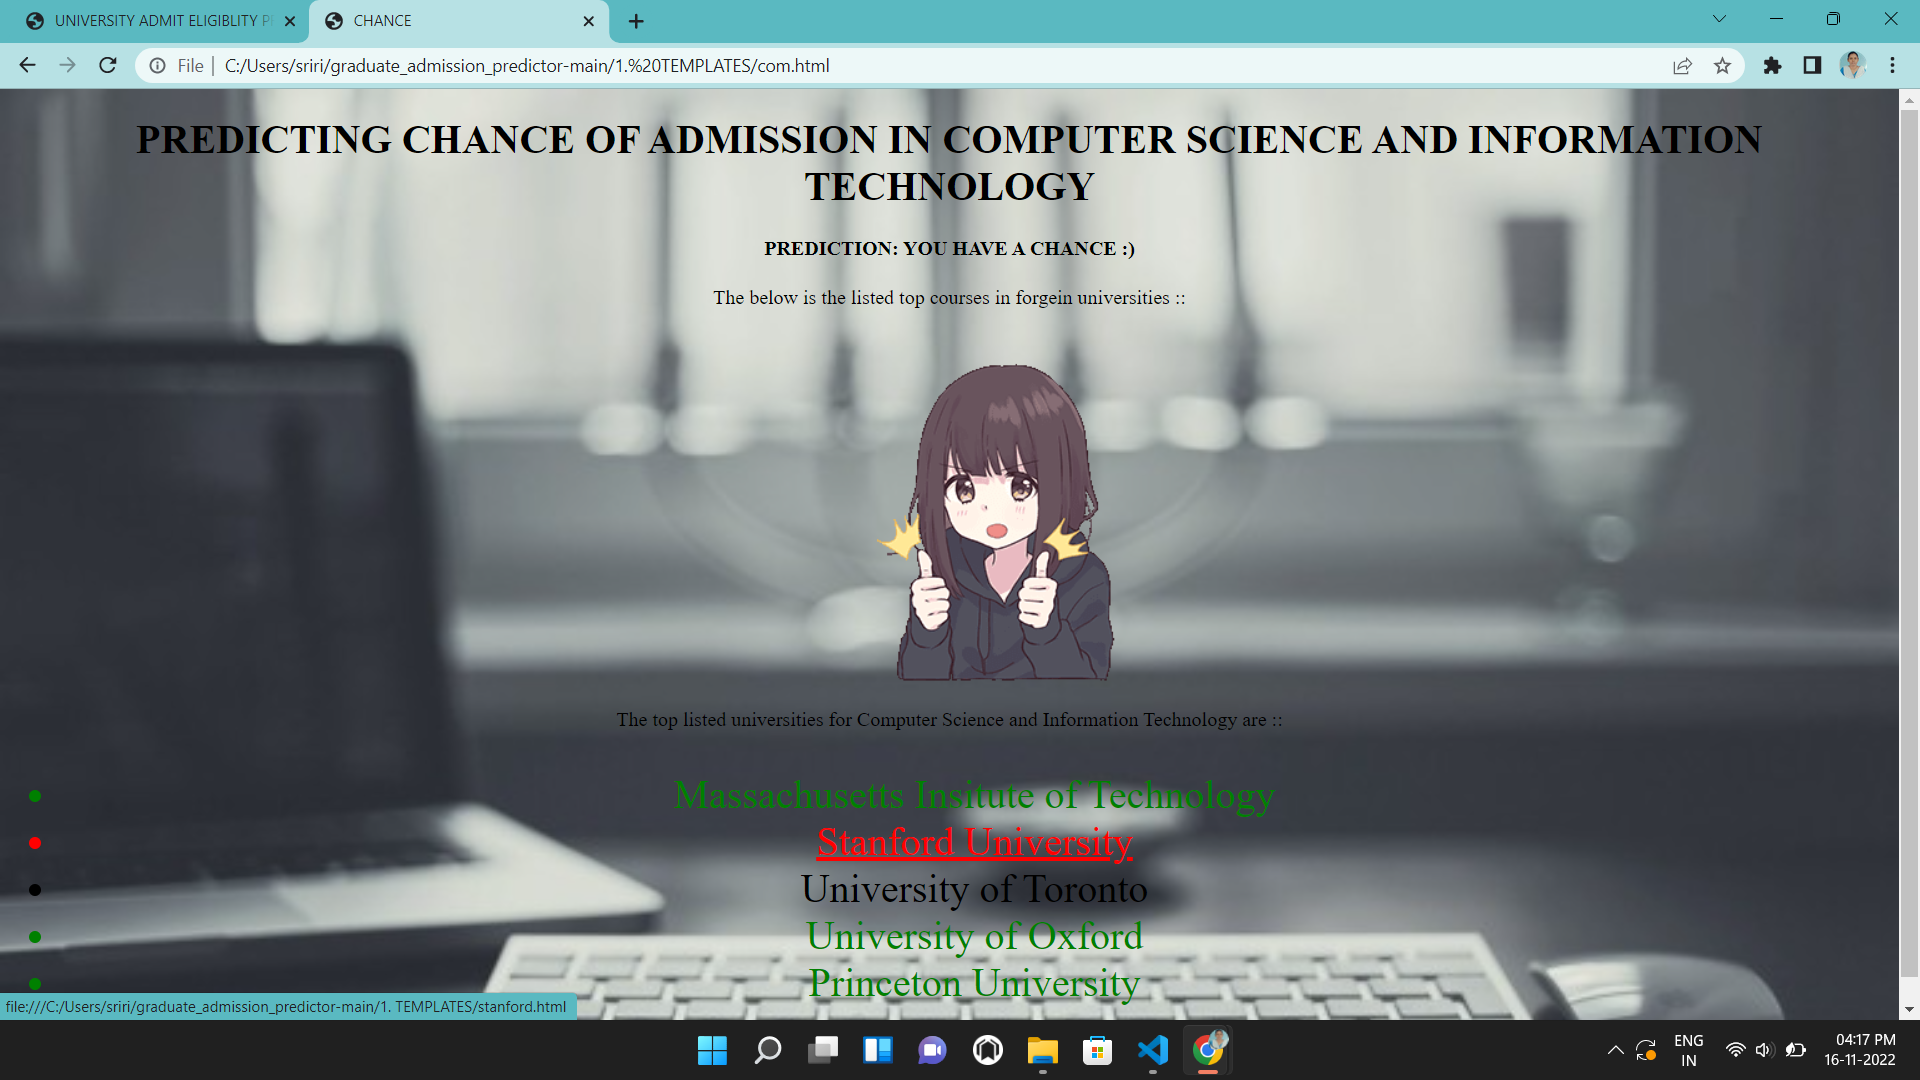 UNIVERSITY ADMIT ELIGIBLITY
CHANCE
File
C:/Users/sriri/graduate_admission_predictor-main/1.%20TEMPLATES/com.html
PREDICTING CHANCE OF ADMISSION IN COMPUTER SCIENCE AND INFORMATION
TECHNOLOGY
PREDICTION: YOU HAVE A CHANCE :)
The below is the listed top courses in forgein universities ::
The top listed universities for Computer Science and Information Technology are ::
Massachusetts Insitute of Technology
Stanford University
University of Toronto
University of Oxford
Princeton University
file:///C:/Users/sriri/graduate_admission_predictor-main/1. TEMPLATES/stanford.html
ENG
IN
04:17 PM
16-11-2022